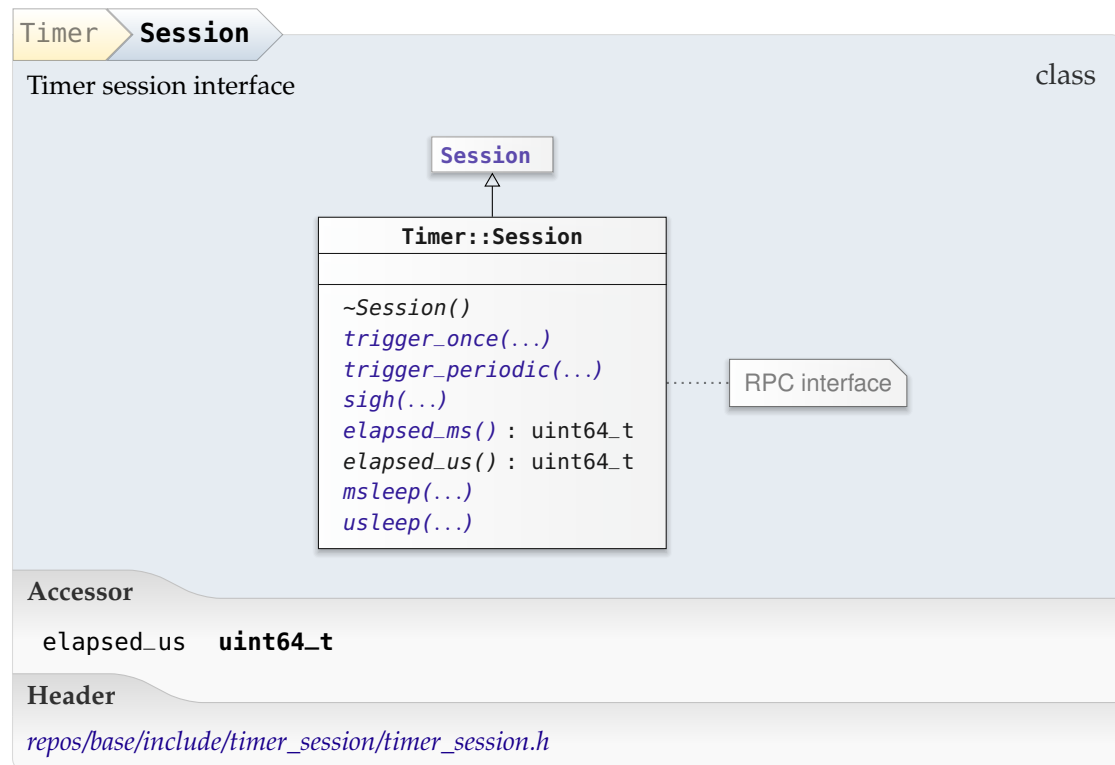 Timer Session
Timer session interface
class
Session
Timer::Session
~Session()
trigger_once(...)
trigger_periodic(...)
sigh(...)
elapsed_ms() : uint64_t
elapsed_us() : uint64_t
msleep(...)
usleep(...)
RPC interface
Accessor
elapsed_us uint64_t
Header
repos/base/include/timer_session/timer_session.h